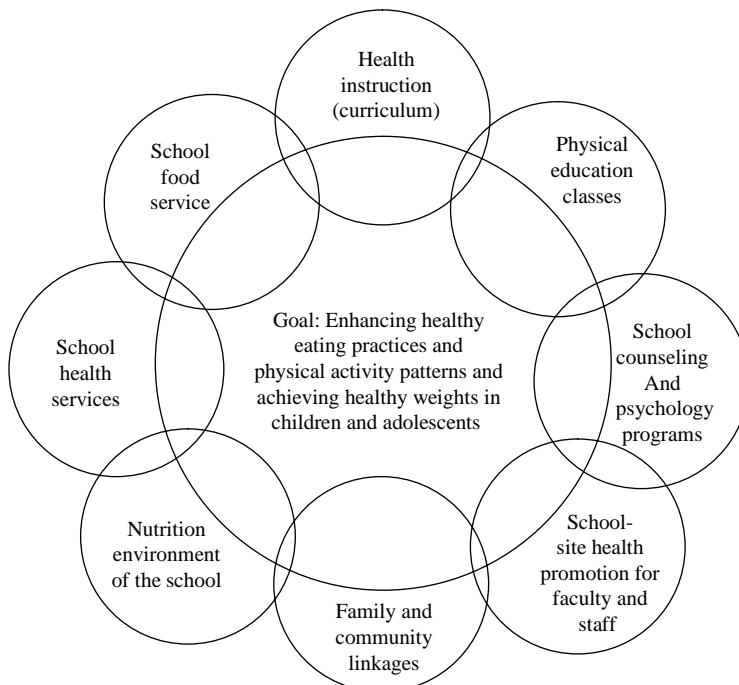 Health
instruction
(curriculum)
Physical
education
classes
School
food
service
Goal: Enhancing healthy
eating practices and
physical activity patterns and
achieving healthy weights in
children and adolescents
School
counseling
And
psychology
programs
School
health
services
School-
site health
promotion for
faculty and
staff
Nutrition
environment
of the school
Family and
community
linkages